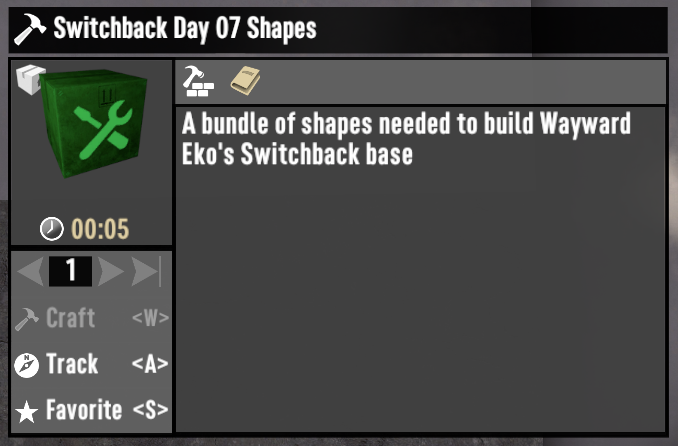 Switchback Day 07 Shapes
A bundle of shapes needed to build Wayward
Eko's Switchback base
00:05
1
Craft <W>
Track <A>
Favorite <S>